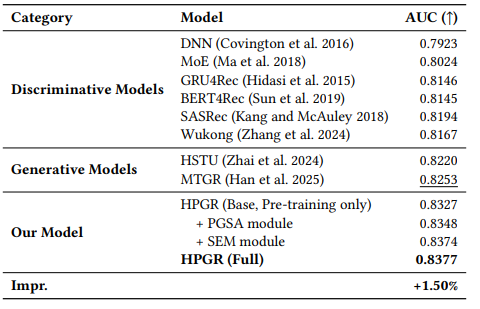 Category Model AUC (↑)
DNN (Covington et al. 2016) 0.7923
MoE (Ma et al. 2018) 0.8024
GRU4Rec (Hidasi et al. 2015) 0.8146
Discriminative Models BERT4Rec (Sun et al. 2019) 0.8145
SASRec (Kang and McAuley 2018) 0.8194
Wukong (Zhang et al. 2024) 0.8167
Generative Models HSTU (Zhai et al. 2024) 0.8220
MTGR (Han et al. 2025) 0.8253
HPGR (Base, Pre-training only) 0.8327
+ PGSA module 0.8348
Our Model + SEM module 0.8374
HPGR (Full) 0.8377
Impr. +1.50%